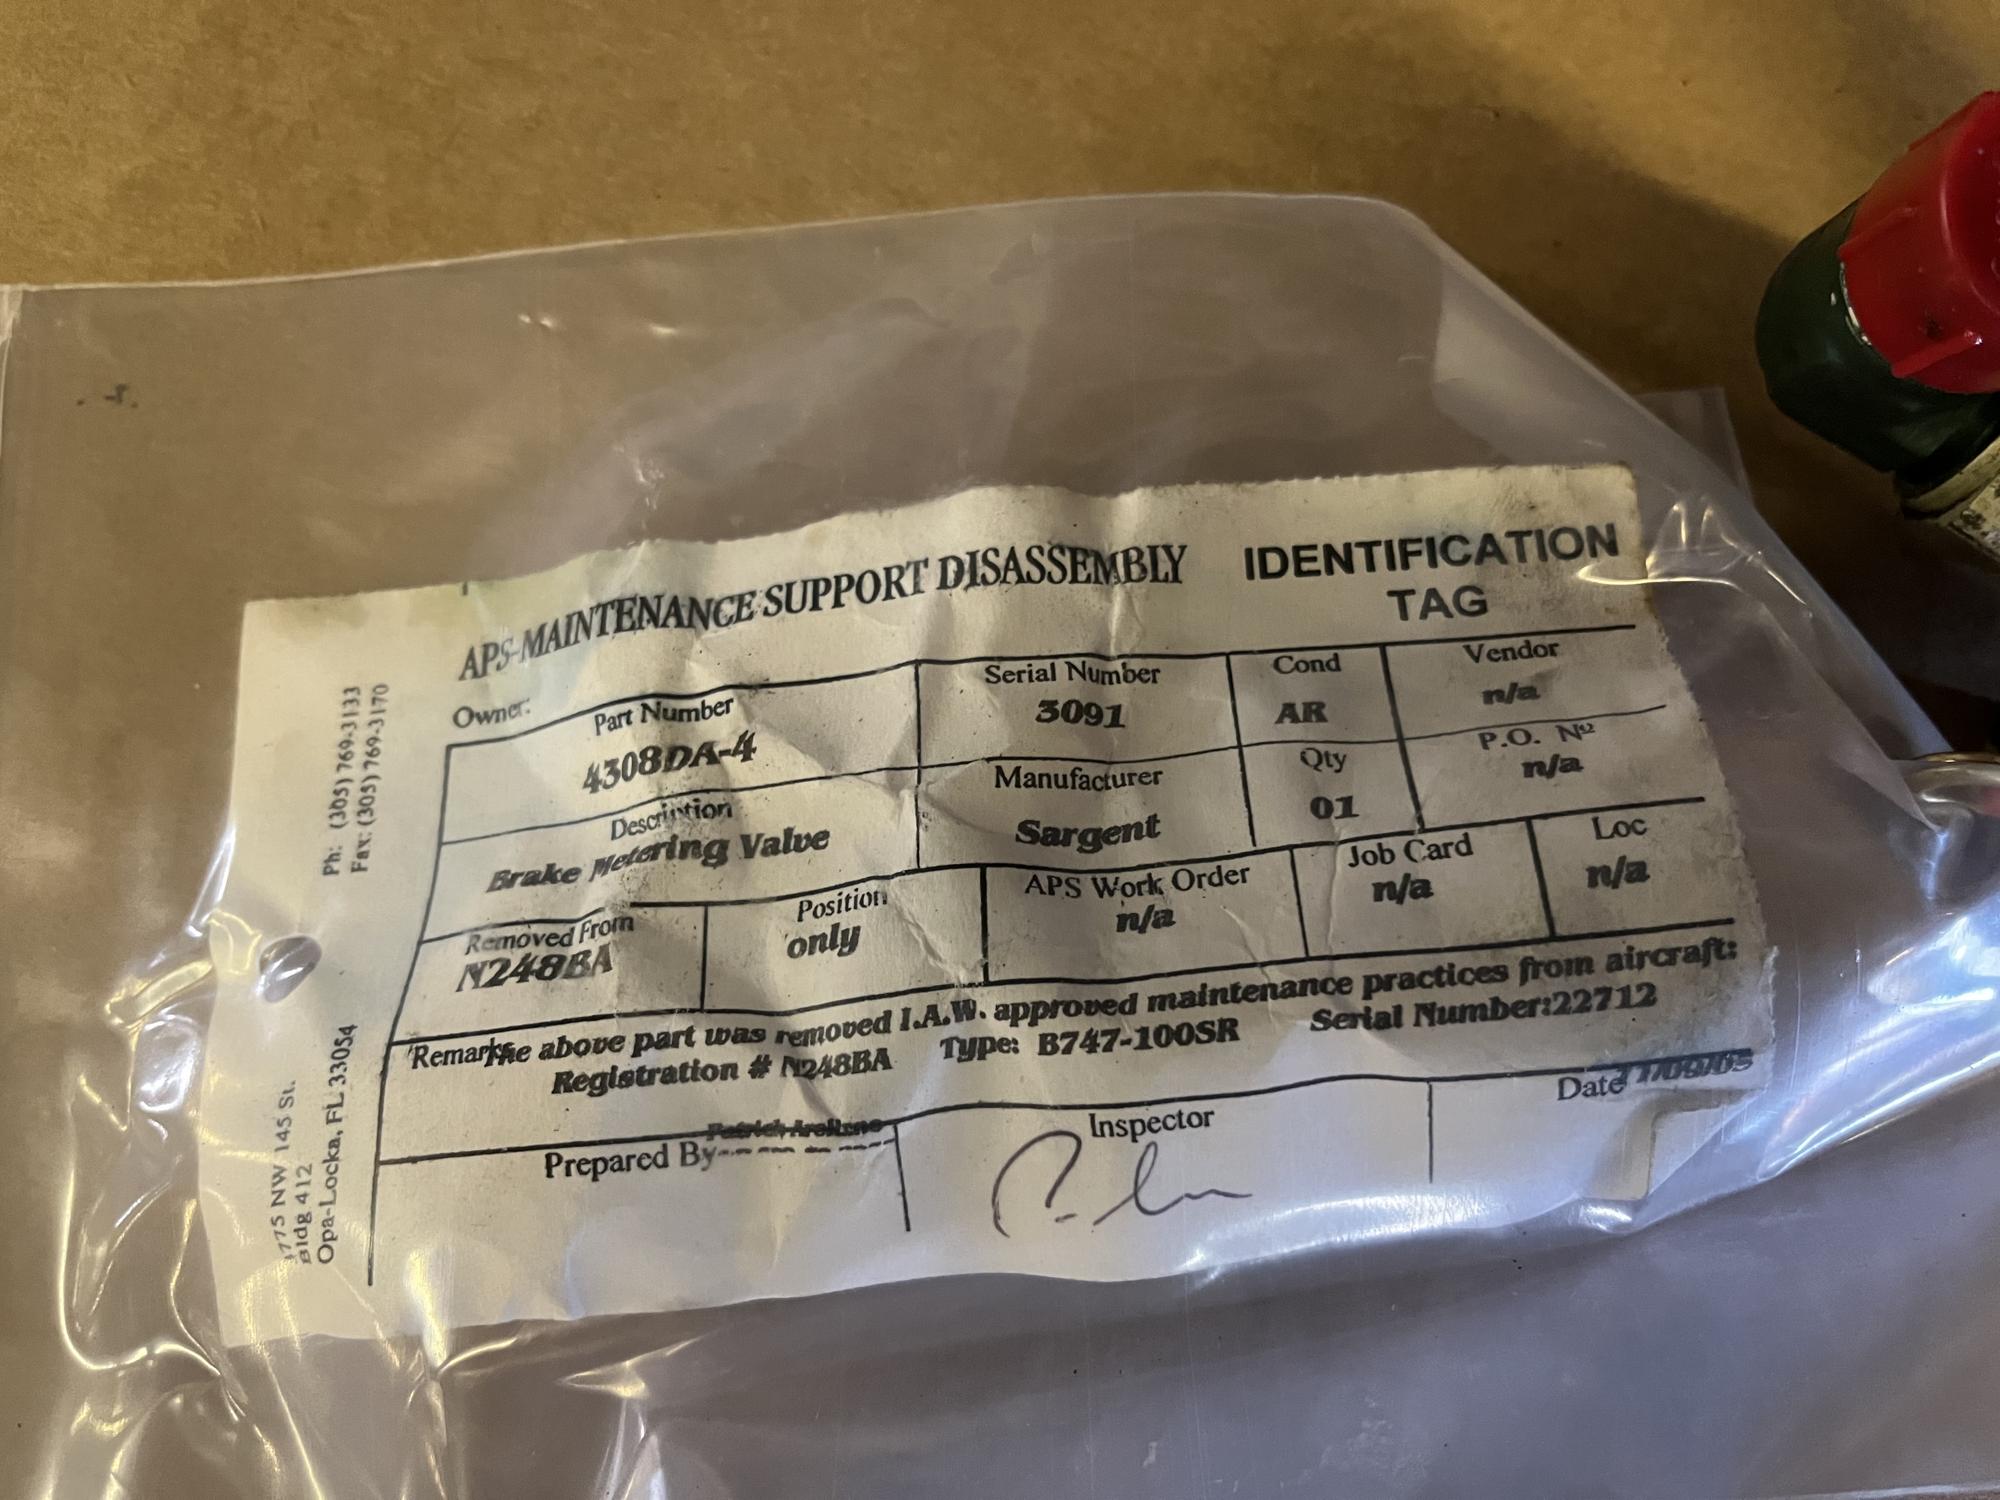 APS-MAINTENANCE SUPPORT DISASSEMBLY
IDENTIFICATION
TAG
Owner:
Part Number
4308DA-4
Serial Number
3091
Cond
AR
Vendor
n/a
Description
Brake Metering Valve
Manufacturer
Sargent
Qty
01
P.O. Nº
n/a
Removed From
N248BA
Position
only
APS Work Order
n/a
Job Card
n/a
Loc
n/a
Remarks The above part was removed I.A.W. approved maintenance practices from aircraft:
Registration # N248BA Type: B747-100SR Serial Number:22712
Prepared By
Inspector
Date
Ph: (305) 769-3133
Fax: (305) 769-3170
NW 145 St.
Bldg 412
Opa-Locka, FL 33054